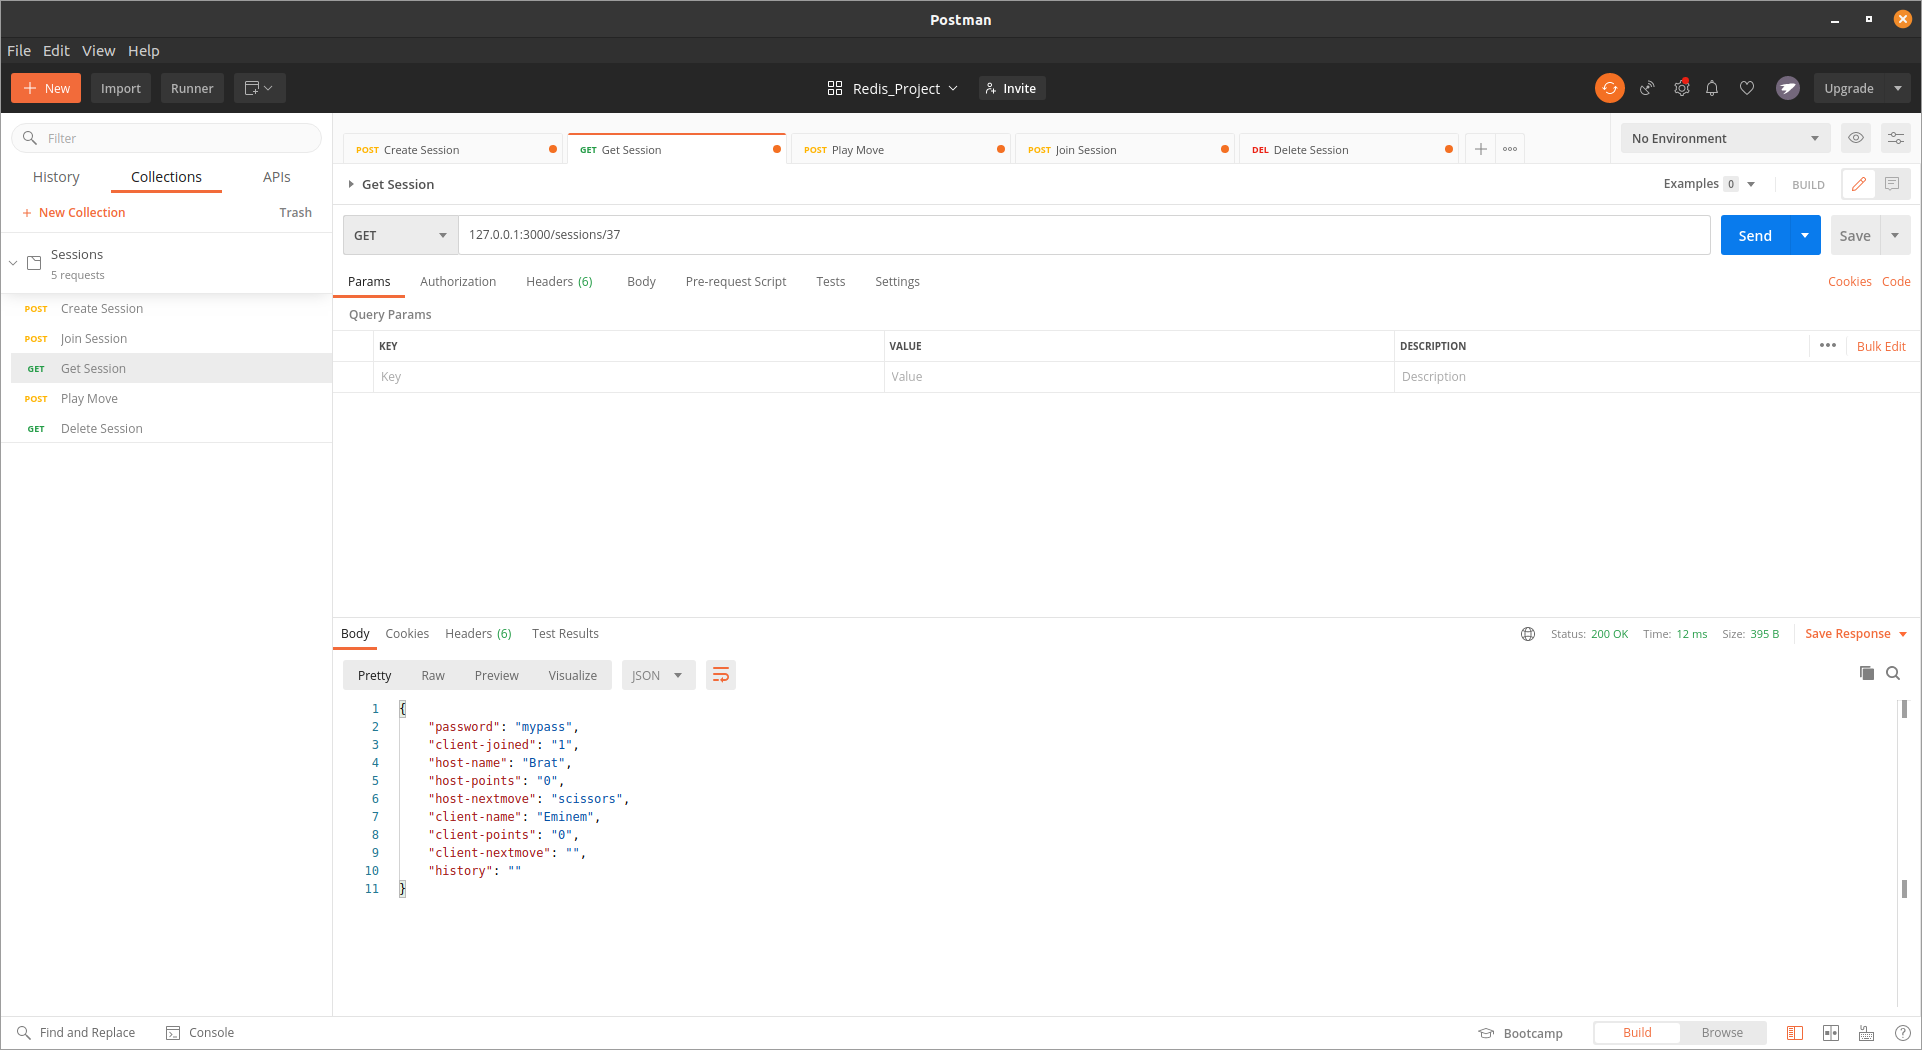 Postman
File Edit View Help
New Import Runner Redis_Project Invite Upgrade
Filter
History Collections APIs
New Collection Trash
Sessions
5 requests
POST Create Session
POST Join Session
GET Get Session
POST Play Move
GET Delete Session
POST Create Session GET Get Session POST Play Move POST Join Session DEL Delete Session
No Environment
Get Session Examples 0 BUILD
GET 127.0.0.1:3000/sessions/37 Send Save
Params Authorization Headers (6) Body Pre-request Script Tests Settings Cookies Code
Query Params
KEY VALUE DESCRIPTION Bulk Edit
Key Value Description
Body Cookies Headers (6) Test Results Status: 200 OK Time: 12 ms Size: 395 B Save Response
Pretty Raw Preview Visualize JSON
1 {
2 "password": "mypass",
3 "client-joined": "1",
4 "host-name": "Brat",
5 "host-points": "0",
6 "host-nextmove": "scissors",
7 "client-name": "Eminem",
8 "client-points": "0",
9 "client-nextmove": "",
10 "history": ""
11 }
Find and Replace Console Bootcamp Build Browse